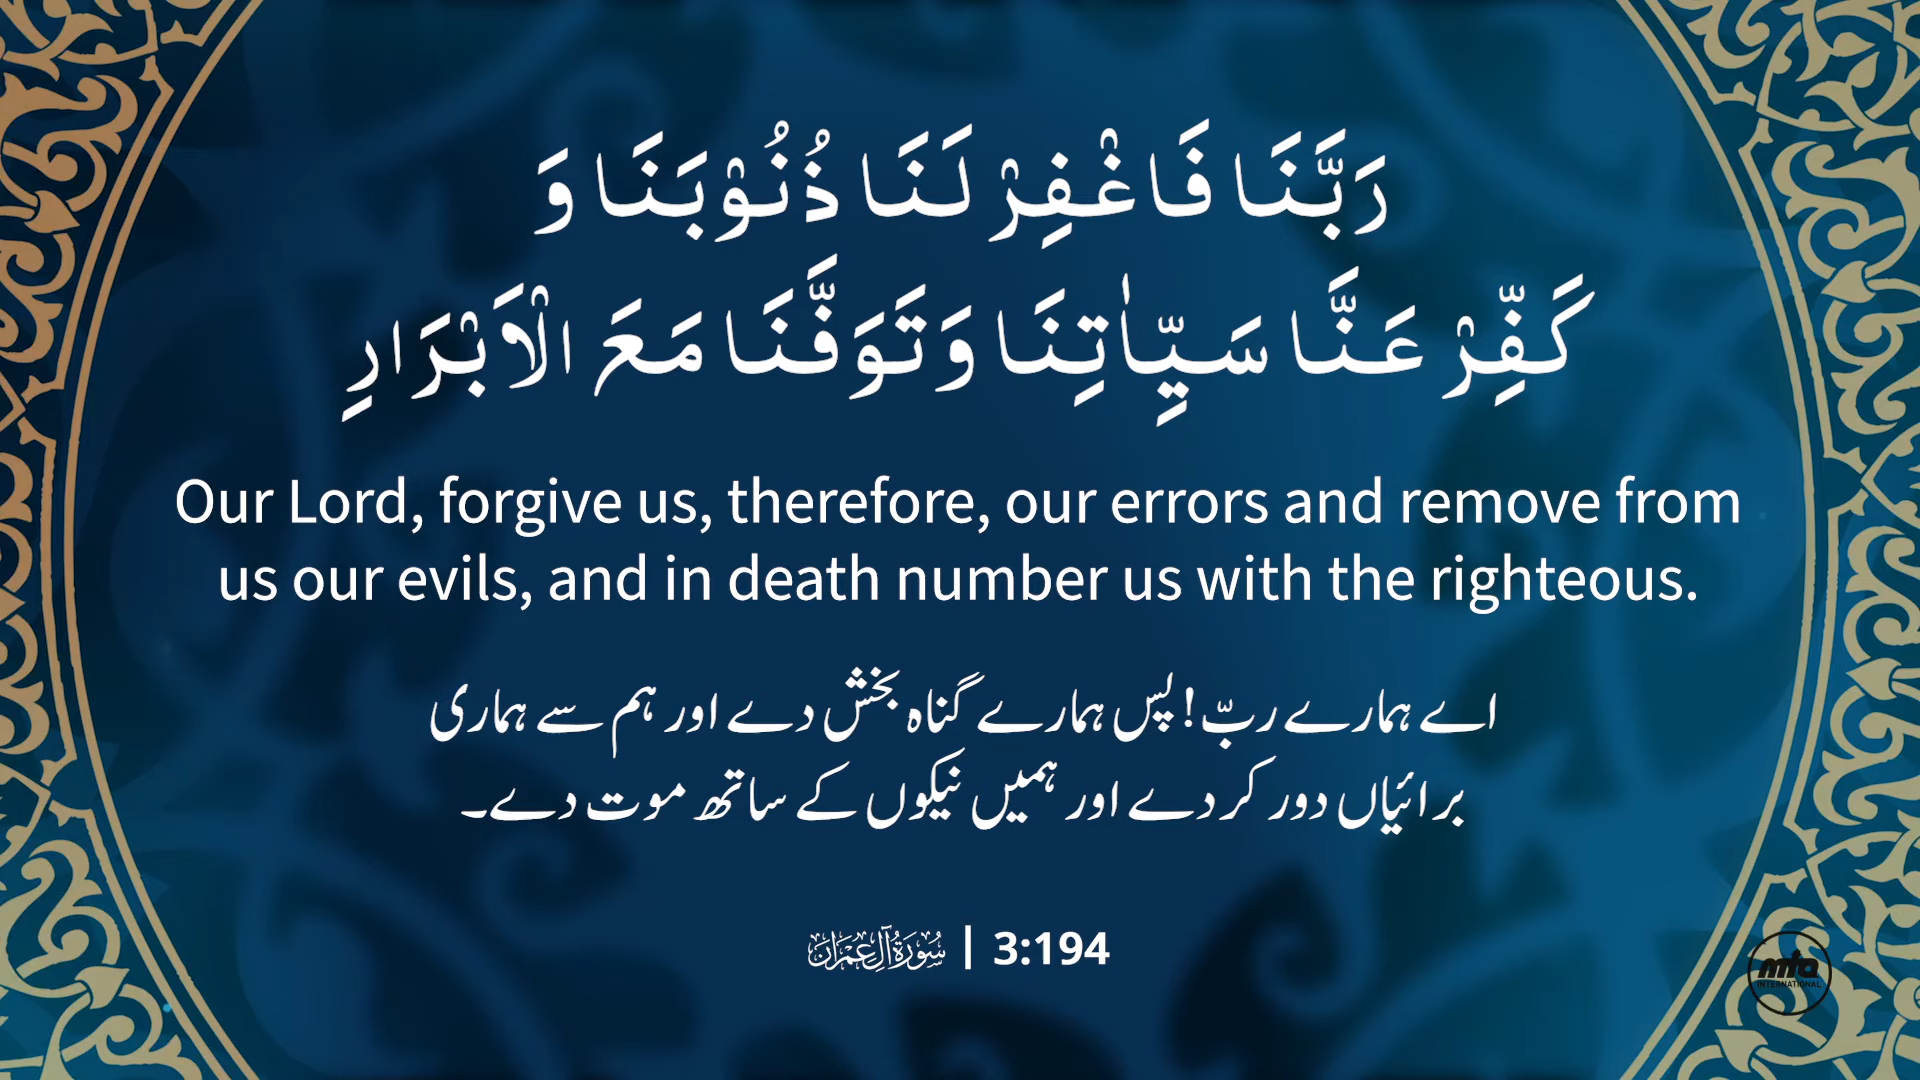 رَبَّنَا فَاغْفِرْ لَنَا ذُنُوْبَنَا وَ
كَفِّرْ عَنَّا سَيِّاٰتِنَا وَتَوَفَّنَا مَعَ الْاَبْرَارِ
Our Lord, forgive us, therefore, our errors and remove from
us our evils, and in death number us with the righteous.
اے ہمارے ربّ! پس ہمارے گناہ بخش دے اور ہم سے ہماری
برائیاں دور کردے اور ہمیں نیکوں کے ساتھ موت دے۔
سُورَةُ آلِ عِمْرَان | 3:194
mta
INTERNATIONAL